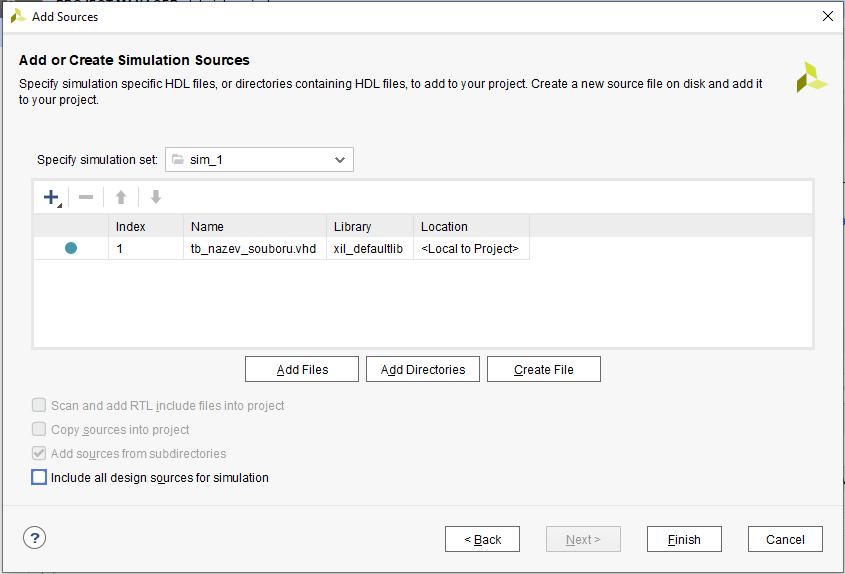 Add Sources
Add or Create Simulation Sources
Specify simulation specific HDL files, or directories containing HDL files, to add to your project. Create a new source file on disk and add it
to your project.
Specify simulation set: sim_1
Index Name Library Location
1 tb_nazev_souboru.vhd xil_defaultlib <Local to Project>
Add Files Add Directories Create File
Scan and add RTL include files into project
Copy sources into project
Add sources from subdirectories
Include all design sources for simulation
? < Back Next > Finish Cancel